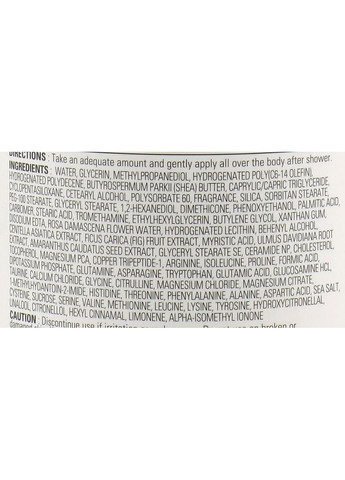 DIRECTIONS : Take an adequate amount and gently apply all over the body after shower.
INGREDIENTS : WATER, GLYCERIN, METHYLPROPANEDIOL, HYDROGENATED POLY(C6-14 OLEFIN),
HYDROGENATED POLYDECENE, BUTYROSPERMUM PARKII (SHEA) BUTTER, CAPRYLIC/CAPRIC TRIGLYCERIDE,
CYCLOPENTASILOXANE, CETEARYL ALCOHOL, POLYSORBATE 60, FRAGRANCE, SILICA, SORBITAN STEARATE,
PEG-100 STEARATE, GLYCERYL STEARATE, 1,2-HEXANEDIOL, DIMETHICONE, PHENOXYETHANOL, PALMITIC ACID,
CARBOMER, STEARIC ACID, TROMETHAMINE, ETHYLHEXYLGLYCERIN, BUTYLENE GLYCOL, XANTHAN GUM,
DISODIUM EDTA, ROSA DAMASCENA FLOWER WATER, HYDROGENATED LECITHIN, BEHENYL ALCOHOL,
CENTELLA ASIATICA EXTRACT, FICUS CARICA (FIG) FRUIT EXTRACT, MYRISTIC ACID, ULMUS DAVIDIANA ROOT
EXTRACT, AMARANTHUS CAUDATUS SEED EXTRACT, GLYCERYL STEARATE SE, CERAMIDE NP, CHOLESTEROL,
TOCOPHEROL, MAGNESIUM PCA, COPPER TRIPEPTIDE-1, ARGININE, ISOLEUCINE, PROLINE, FORMIC ACID,
POTASSIUM PHOSPHATE, GLUTAMINE, ASPARAGINE, TRYPTOPHAN, GLUTAMIC ACID, GLUCOSAMINE HCL,
TAURINE, CALCIUM CHLORIDE, GLYCINE, CITRULLINE, MAGNESIUM CHLORIDE, MAGNESIUM CITRATE,
1-METHYLHYDANTOIN-2-IMIDE, HISTIDINE, THREONINE, PHENYLALANINE, ALANINE, ASPARTIC ACID, SEA SALT,
CYSTEINE, SUCROSE, SERINE, VALINE, METHIONINE, LEUCINE, LYSINE, TYROSINE, HYDROXYCITRONELLAL
LINALOOL, CITRONELLOL, HEXYL CINNAMAL, LIMONENE, ALPHA-ISOMETHYL IONONE
CAUTION : Discontinue use if irritation on broken or